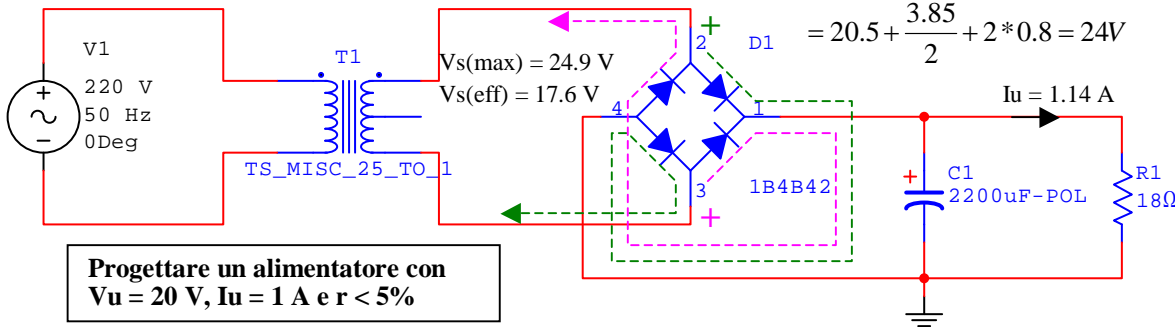 V1
220 V
50 Hz
0Deg
T1
TS_MISC_25_TO_1
Vs(max) = 24.9 V
Vs(eff) = 17.6 V
+
2
D1
4
1
3
+
1B4B42
= 20.5 + 3.85/2 + 2*0.8 = 24V
Iu = 1.14 A
+
C1
2200uF-POL
R1
18Ω
Progettare un alimentatore con
Vu = 20 V, Iu = 1 A e r < 5%